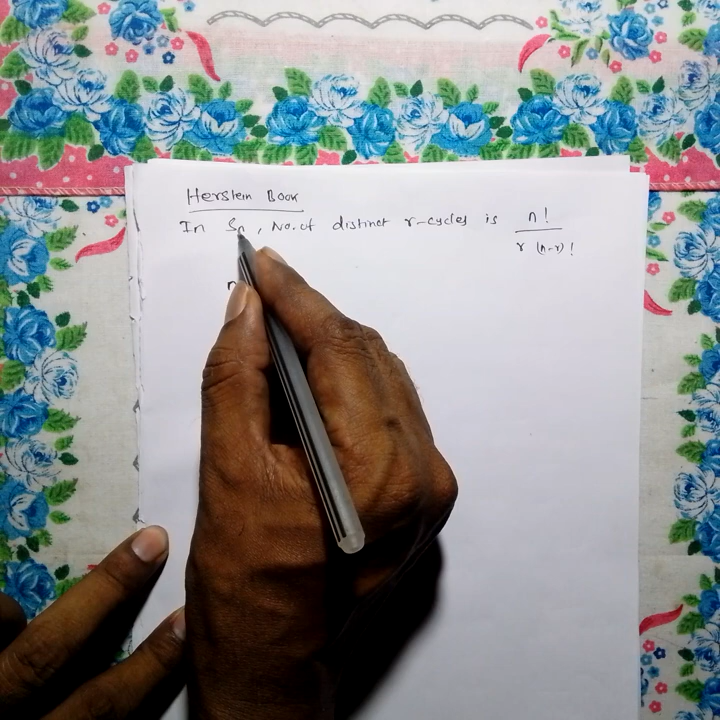 Herstein Book
In Sn, No. of distinct r-cycles is n! / r (n-r)!
n